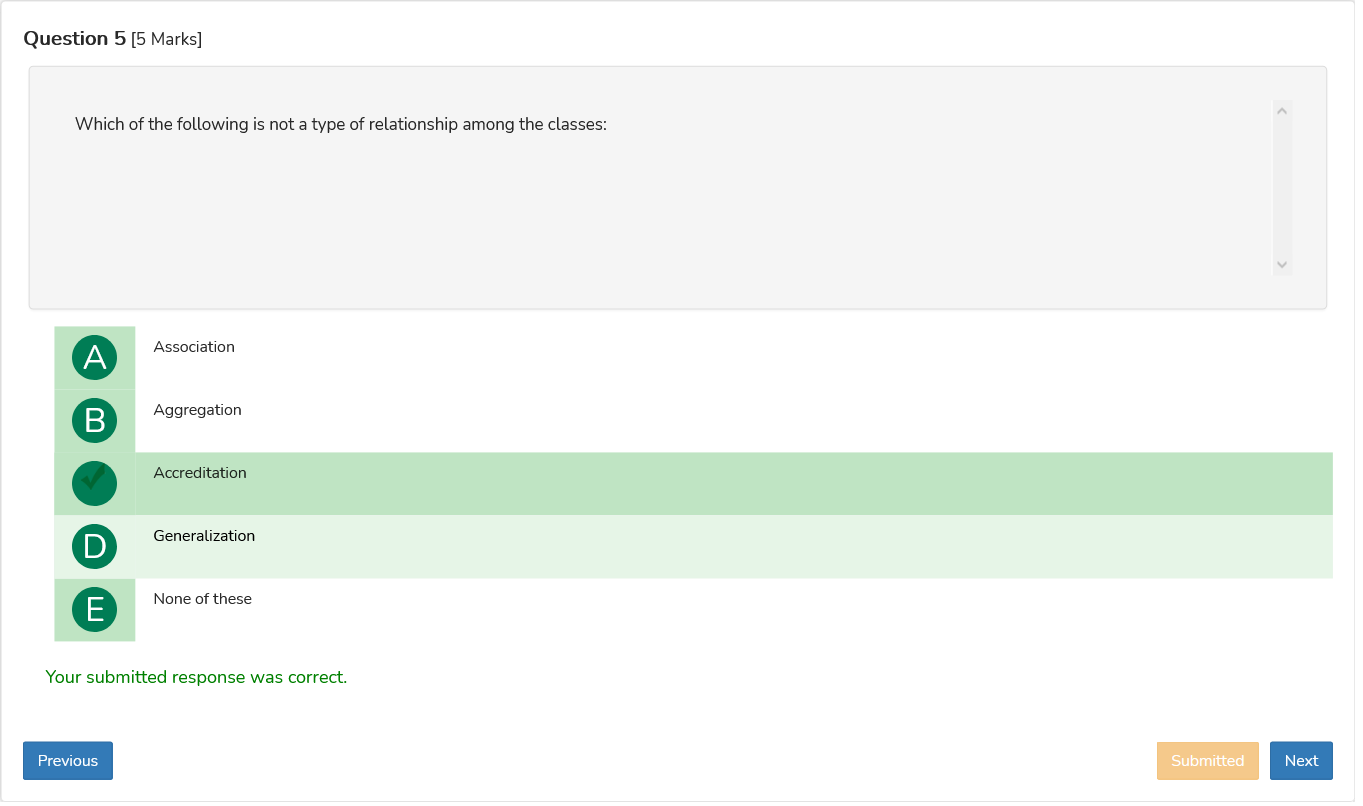 Question 5 [5 Marks]
Which of the following is not a type of relationship among the classes:
A Association
B Aggregation
Accreditation
D Generalization
E None of these
Your submitted response was correct.
Previous Submitted Next